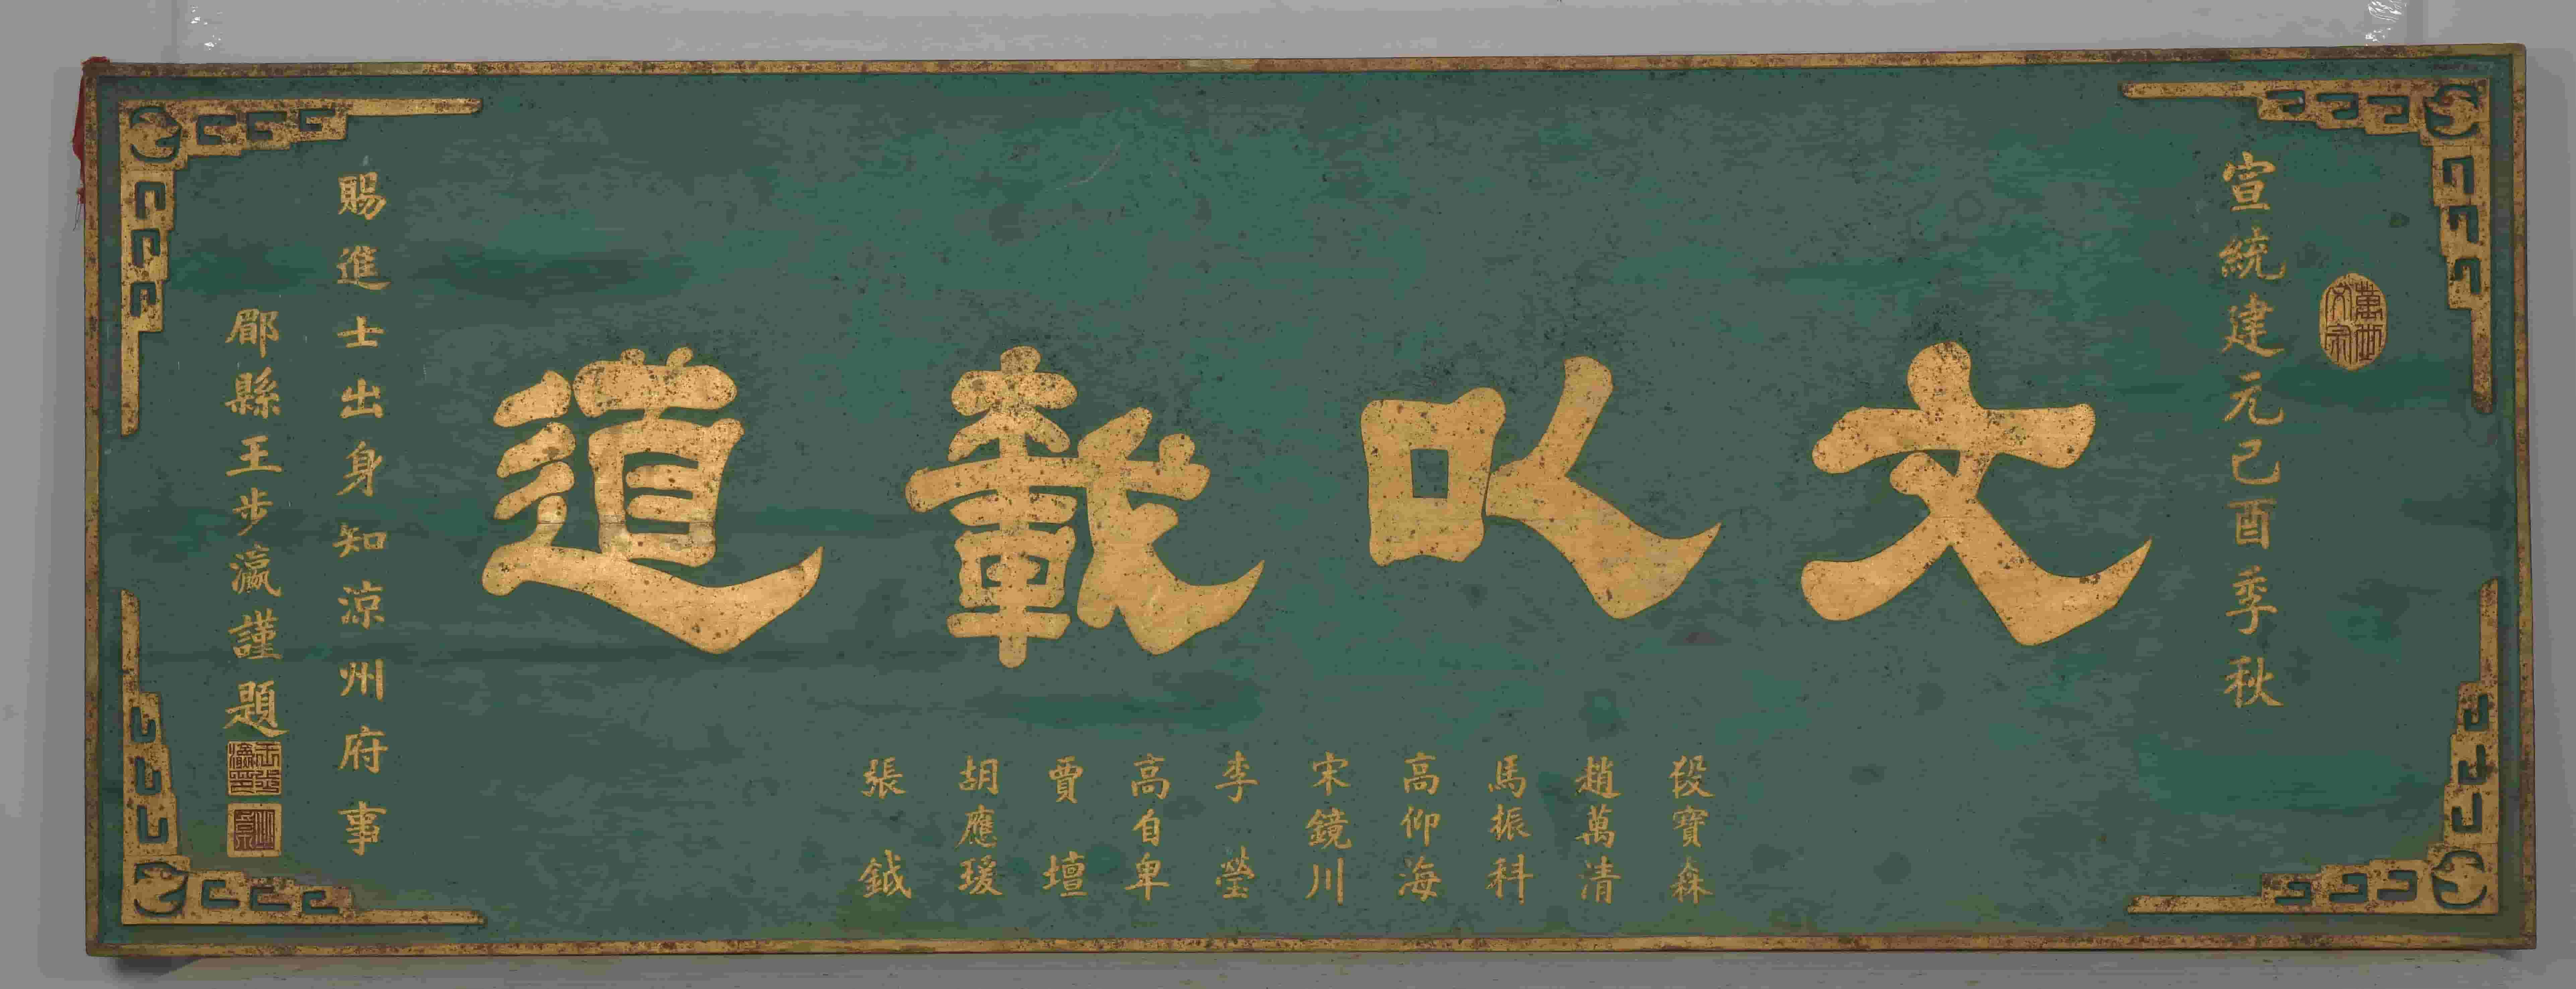 宣統建元己酉季秋
文以載道
段寶森
趙萬清
馬振科
高仰海
宋鏡川
李瑩
高自卑
賈壇
胡應瑗
張鉞
賜進士出身知涼州府事
郿縣王步瀛謹題